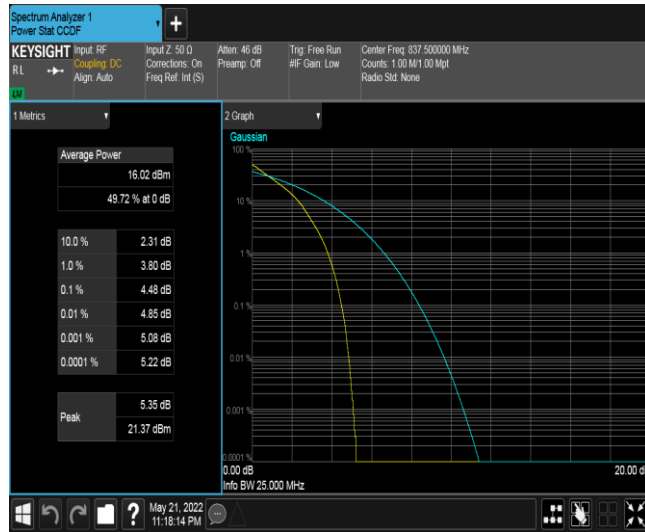 Spectrum Analyzer 1
Power Stat CCDF
KEYSIGHT
RL
LXI
Input: RF
Coupling: DC
Align: Auto
Input Z: 50 Ω
Corrections: On
Freq Ref: Int (S)
Atten: 46 dB
Preamp: Off
Trig: Free Run
#IF Gain: Low
Center Freq: 837.500000 MHz
Counts: 1.00 M/1.00 Mpt
Radio Std: None
1 Metrics
Average Power
16.02 dBm
49.72 % at 0 dB
10.0 % 2.31 dB
1.0 % 3.80 dB
0.1 % 4.48 dB
0.01 % 4.85 dB
0.001 % 5.08 dB
0.0001 % 5.22 dB
Peak
5.35 dB
21.37 dBm
2 Graph
Gaussian
100 %
10 %
1 %
0.1 %
0.01 %
0.001 %
0.0001 %
0.00 dB
20.00 d
Info BW 25.000 MHz
?
May 21, 2022
11:18:14 PM